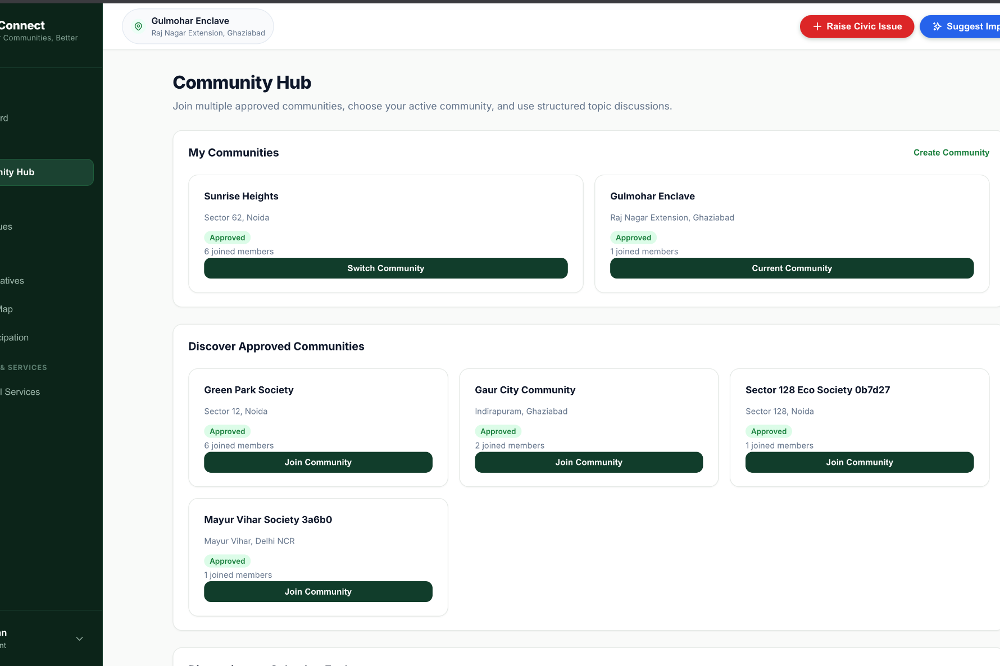 Connect
Communities, Better
rd
nity Hub
ues
atives
Map
cipation
& SERVICES
l Services
an
nt
Gulmohar Enclave
Raj Nagar Extension, Ghaziabad
+ Raise Civic Issue
Suggest Imp
Community Hub
Join multiple approved communities, choose your active community, and use structured topic discussions.
My Communities
Create Community
Sunrise Heights
Sector 62, Noida
Approved
6 joined members
Switch Community
Gulmohar Enclave
Raj Nagar Extension, Ghaziabad
Approved
1 joined members
Current Community
Discover Approved Communities
Green Park Society
Sector 12, Noida
Approved
6 joined members
Join Community
Gaur City Community
Indirapuram, Ghaziabad
Approved
2 joined members
Join Community
Sector 128 Eco Society 0b7d27
Sector 128, Noida
Approved
1 joined members
Join Community
Mayur Vihar Society 3a6b0
Mayur Vihar, Delhi NCR
Approved
1 joined members
Join Community